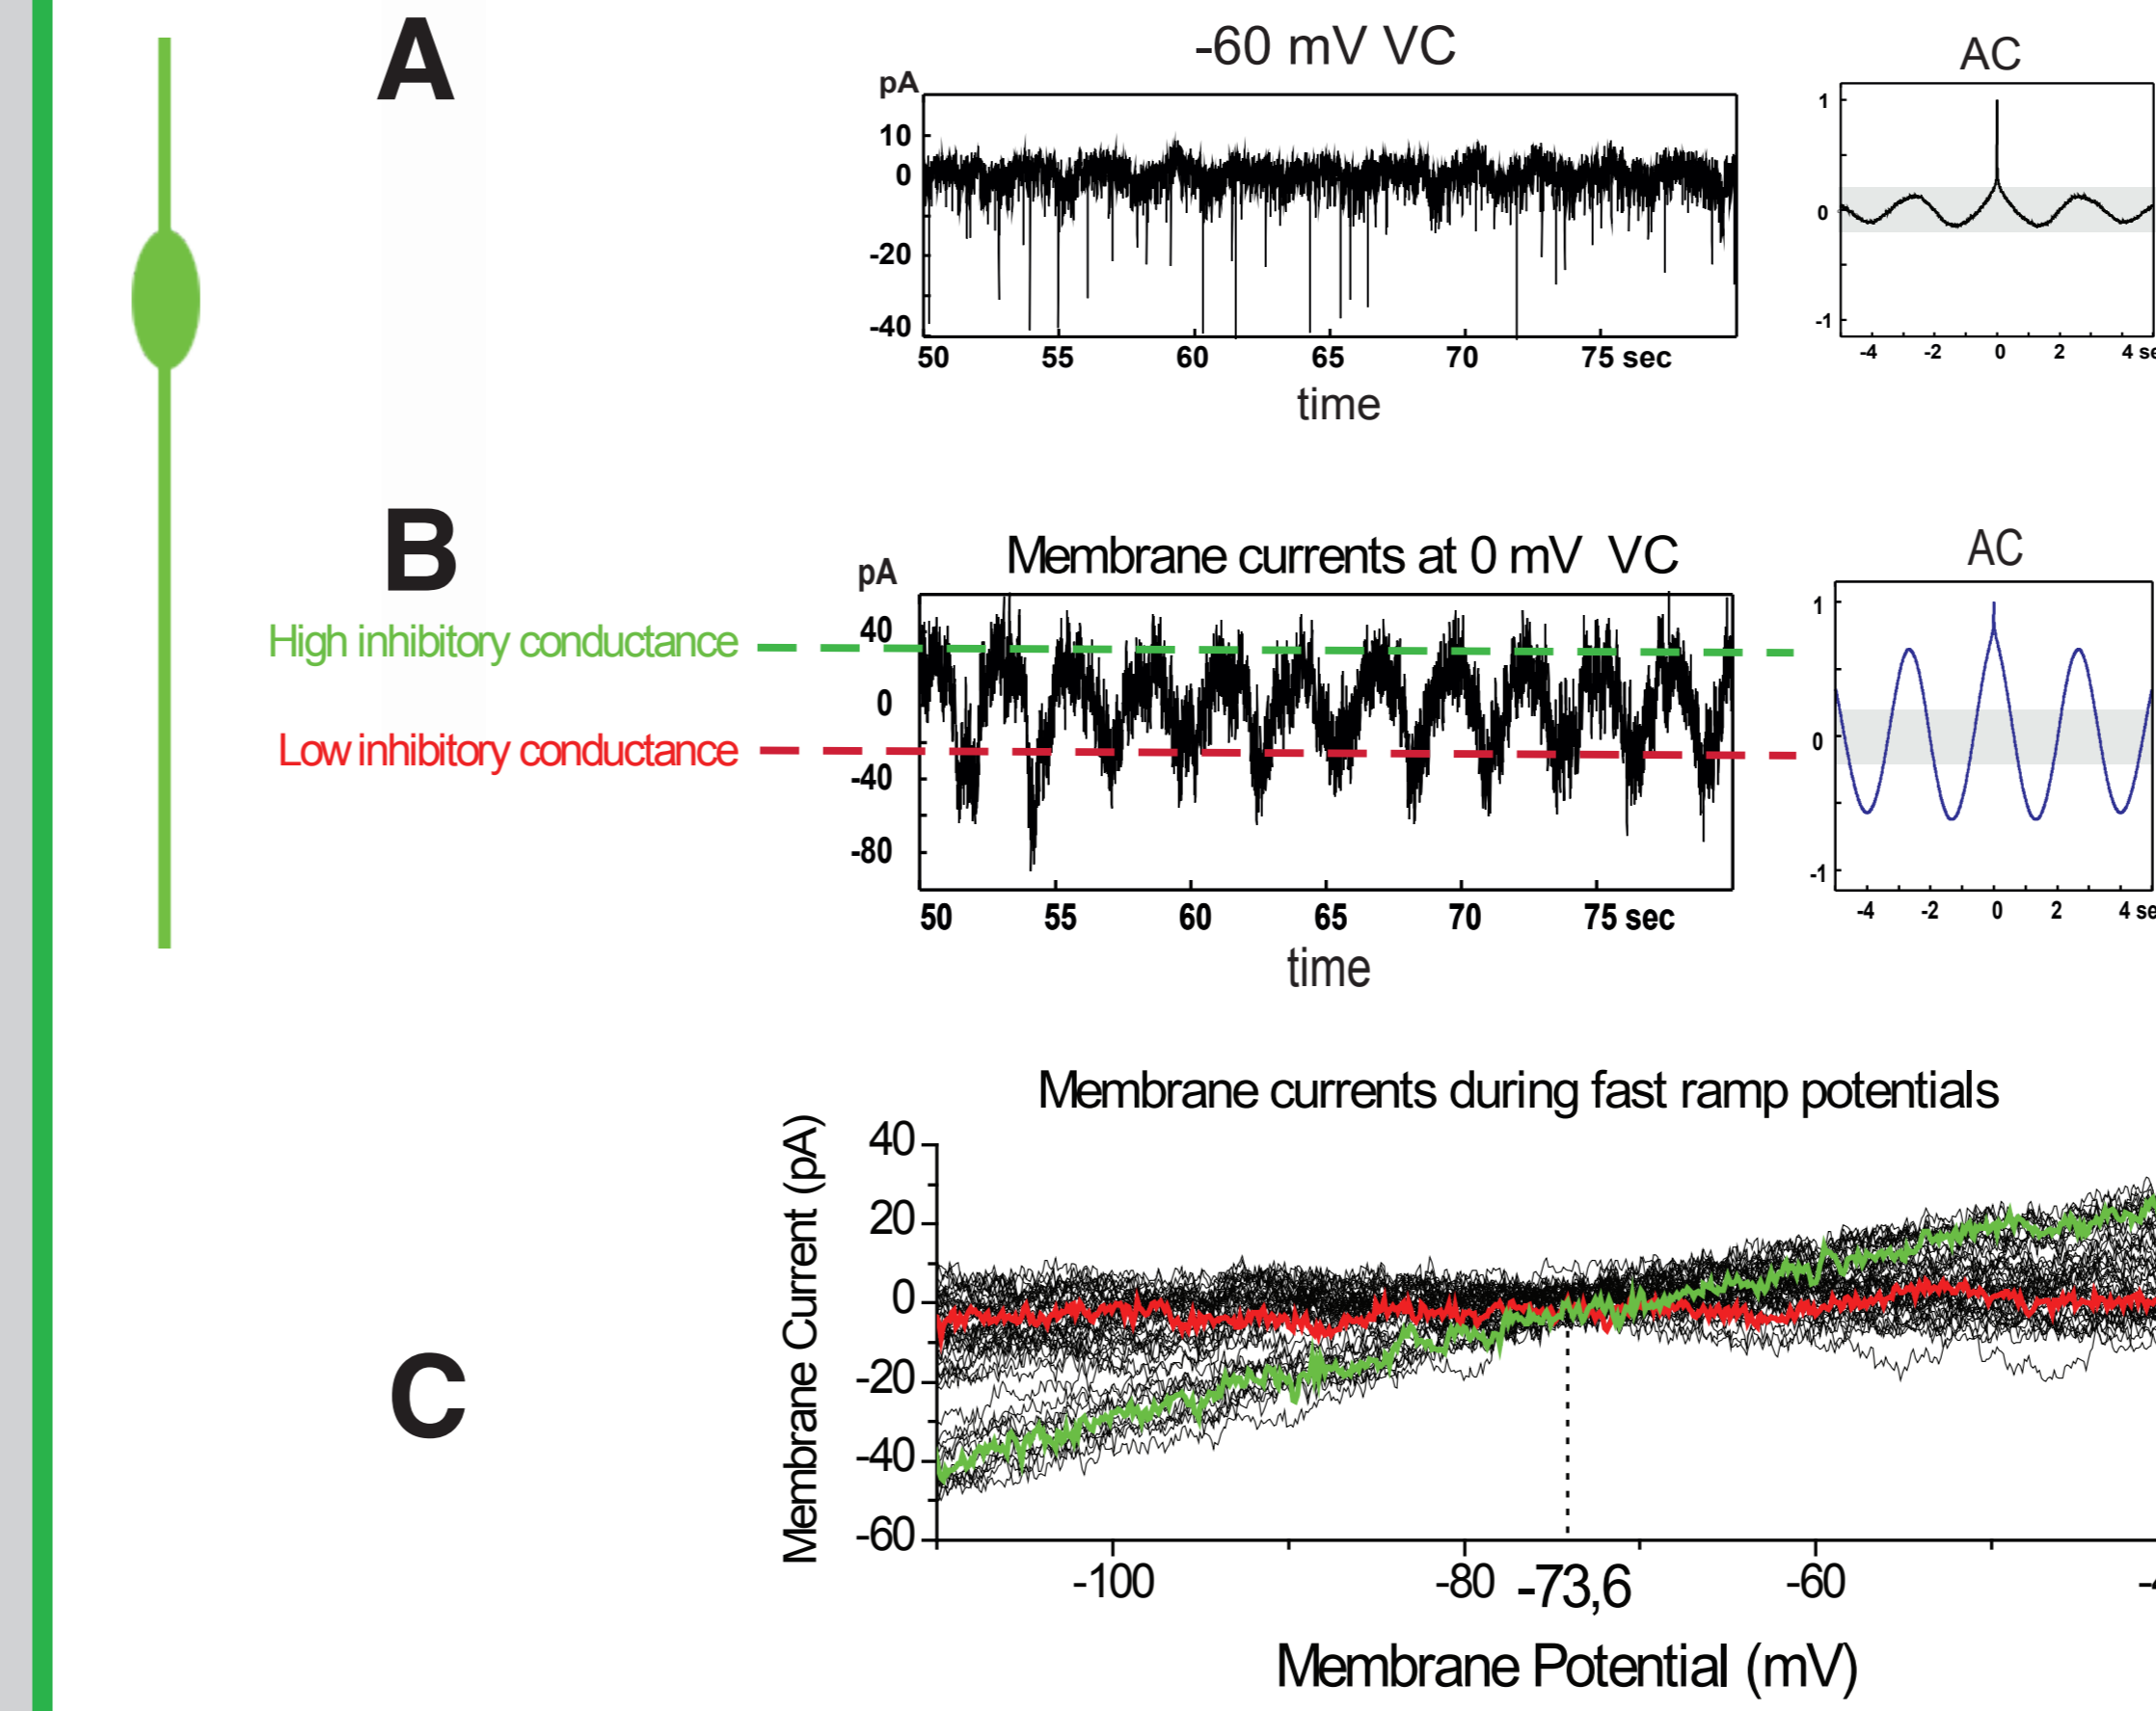 A
-60 mV VC
AC
pA
10
0
-20
-40
50 55 60 65 70 75 sec
time
1
0
-1
-4 -2 0 2 4 se
B
Membrane currents at 0 mV VC
AC
pA
High inhibitory conductance
Low inhibitory conductance
40
0
-40
-80
50 55 60 65 70 75 sec
time
1
0
-1
-4 -2 0 2 4 se
C
Membrane currents during fast ramp potentials
Membrane Current (pA)
40
20
0
-20
-40
-60
-100 -80 -73,6 -60
Membrane Potential (mV)